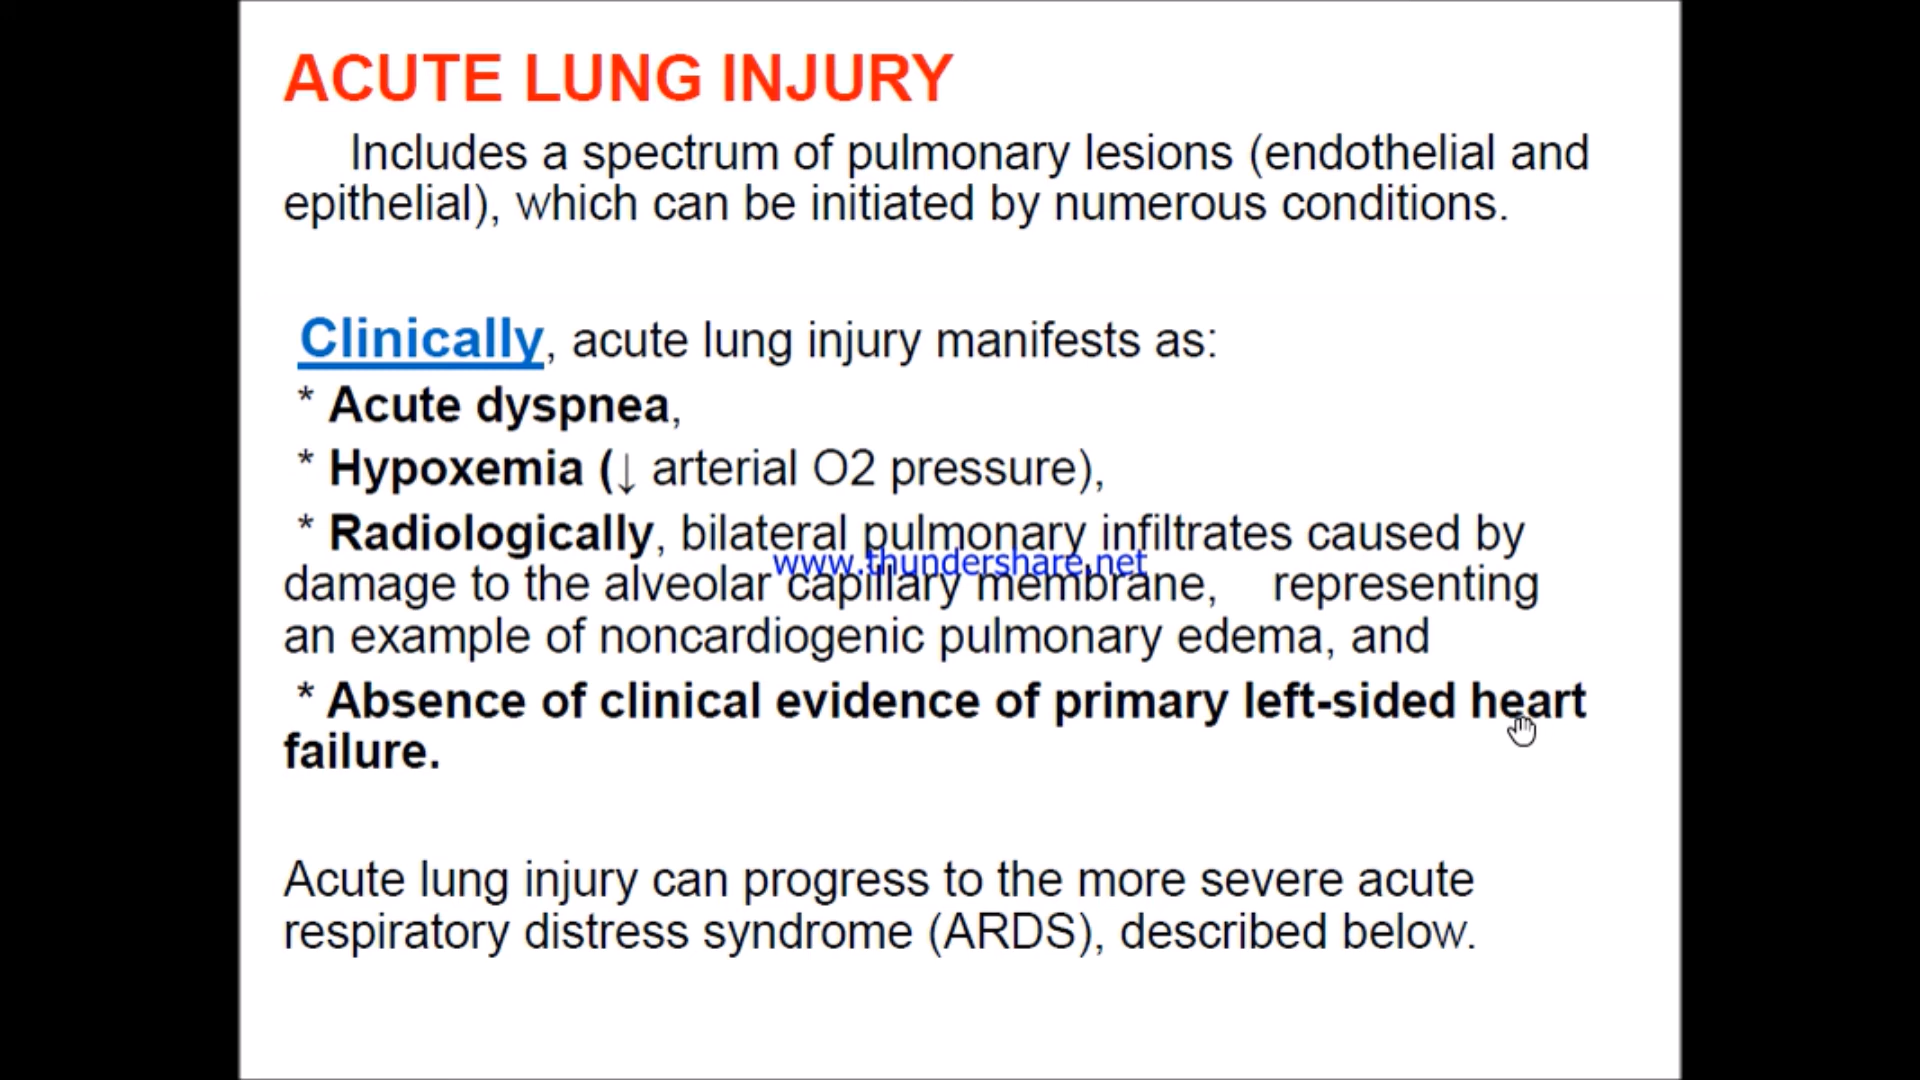 ACUTE LUNG INJURY
Includes a spectrum of pulmonary lesions (endothelial and
epithelial), which can be initiated by numerous conditions.
Clinically, acute lung injury manifests as:
* Acute dyspnea,
* Hypoxemia (↓ arterial O2 pressure),
* Radiologically, bilateral pulmonary infiltrates caused by
www.thundershare.net
damage to the alveolar capillary membrane, representing
an example of noncardiogenic pulmonary edema, and
* Absence of clinical evidence of primary left-sided heart
failure.
Acute lung injury can progress to the more severe acute
respiratory distress syndrome (ARDS), described below.